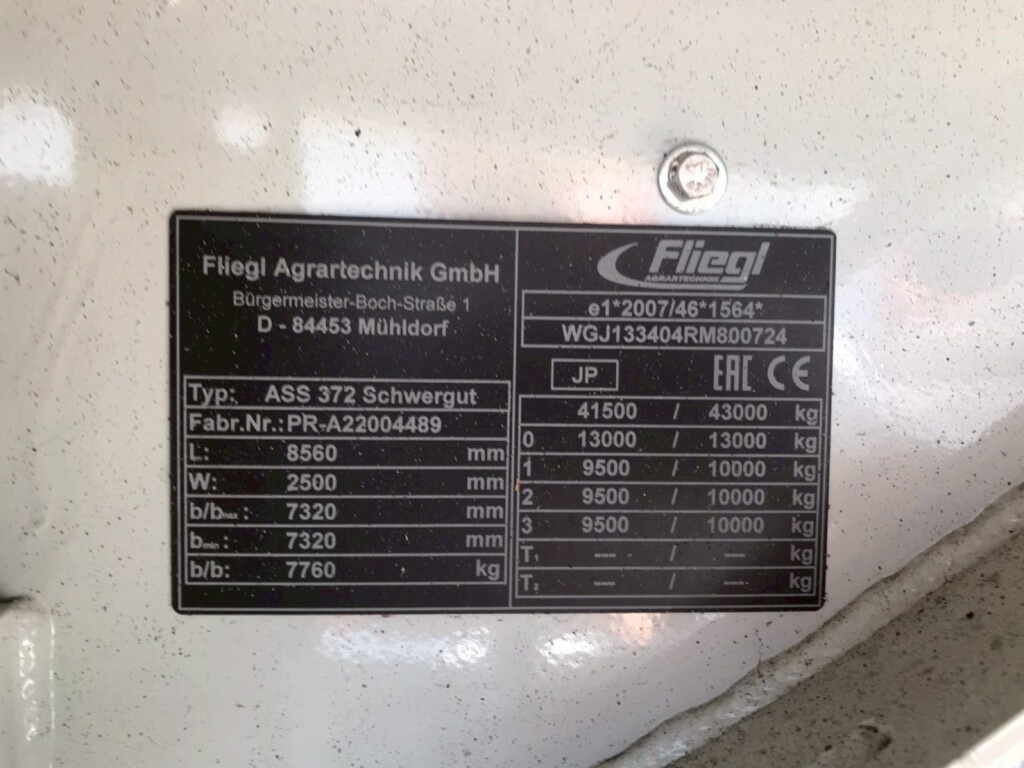 Fliegl Agrartechnik GmbH
Bürgermeister-Boch-Straße 1
D - 84453 Mühldorf
Typ: ASS 372 Schwergut
Fabr.Nr.: PR-A22004489
L: 8560 mm
W: 2500 mm
b/bmax : 7320 mm
bmin : 7320 mm
b/b: 7760 kg
Fliegl
AGRARTECHNIK
e1*2007/46*1564*
WGJ133404RM800724
JP EAC CE
41500 / 43000 kg
0 13000 / 13000 kg
1 9500 / 10000 kg
2 9500 / 10000 kg
3 9500 / 10000 kg
T1 --- / --- kg
T2 --- / --- kg